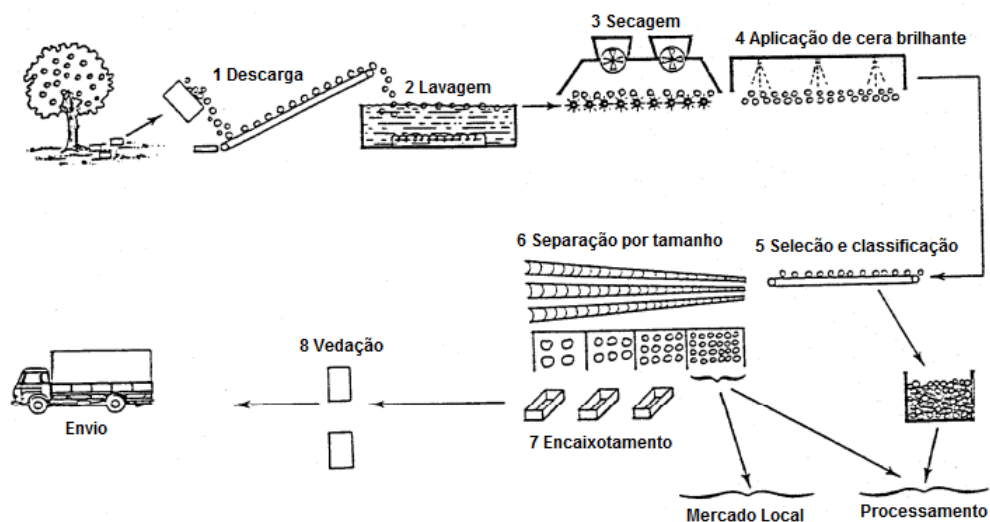 1 Descarga
2 Lavagem
3 Secagem
4 Aplicação de cera brilhante
5 Selecão e classificação
6 Separação por tamanho
7 Encaixotamento
8 Vedação
Envio
Mercado Local
Processamento